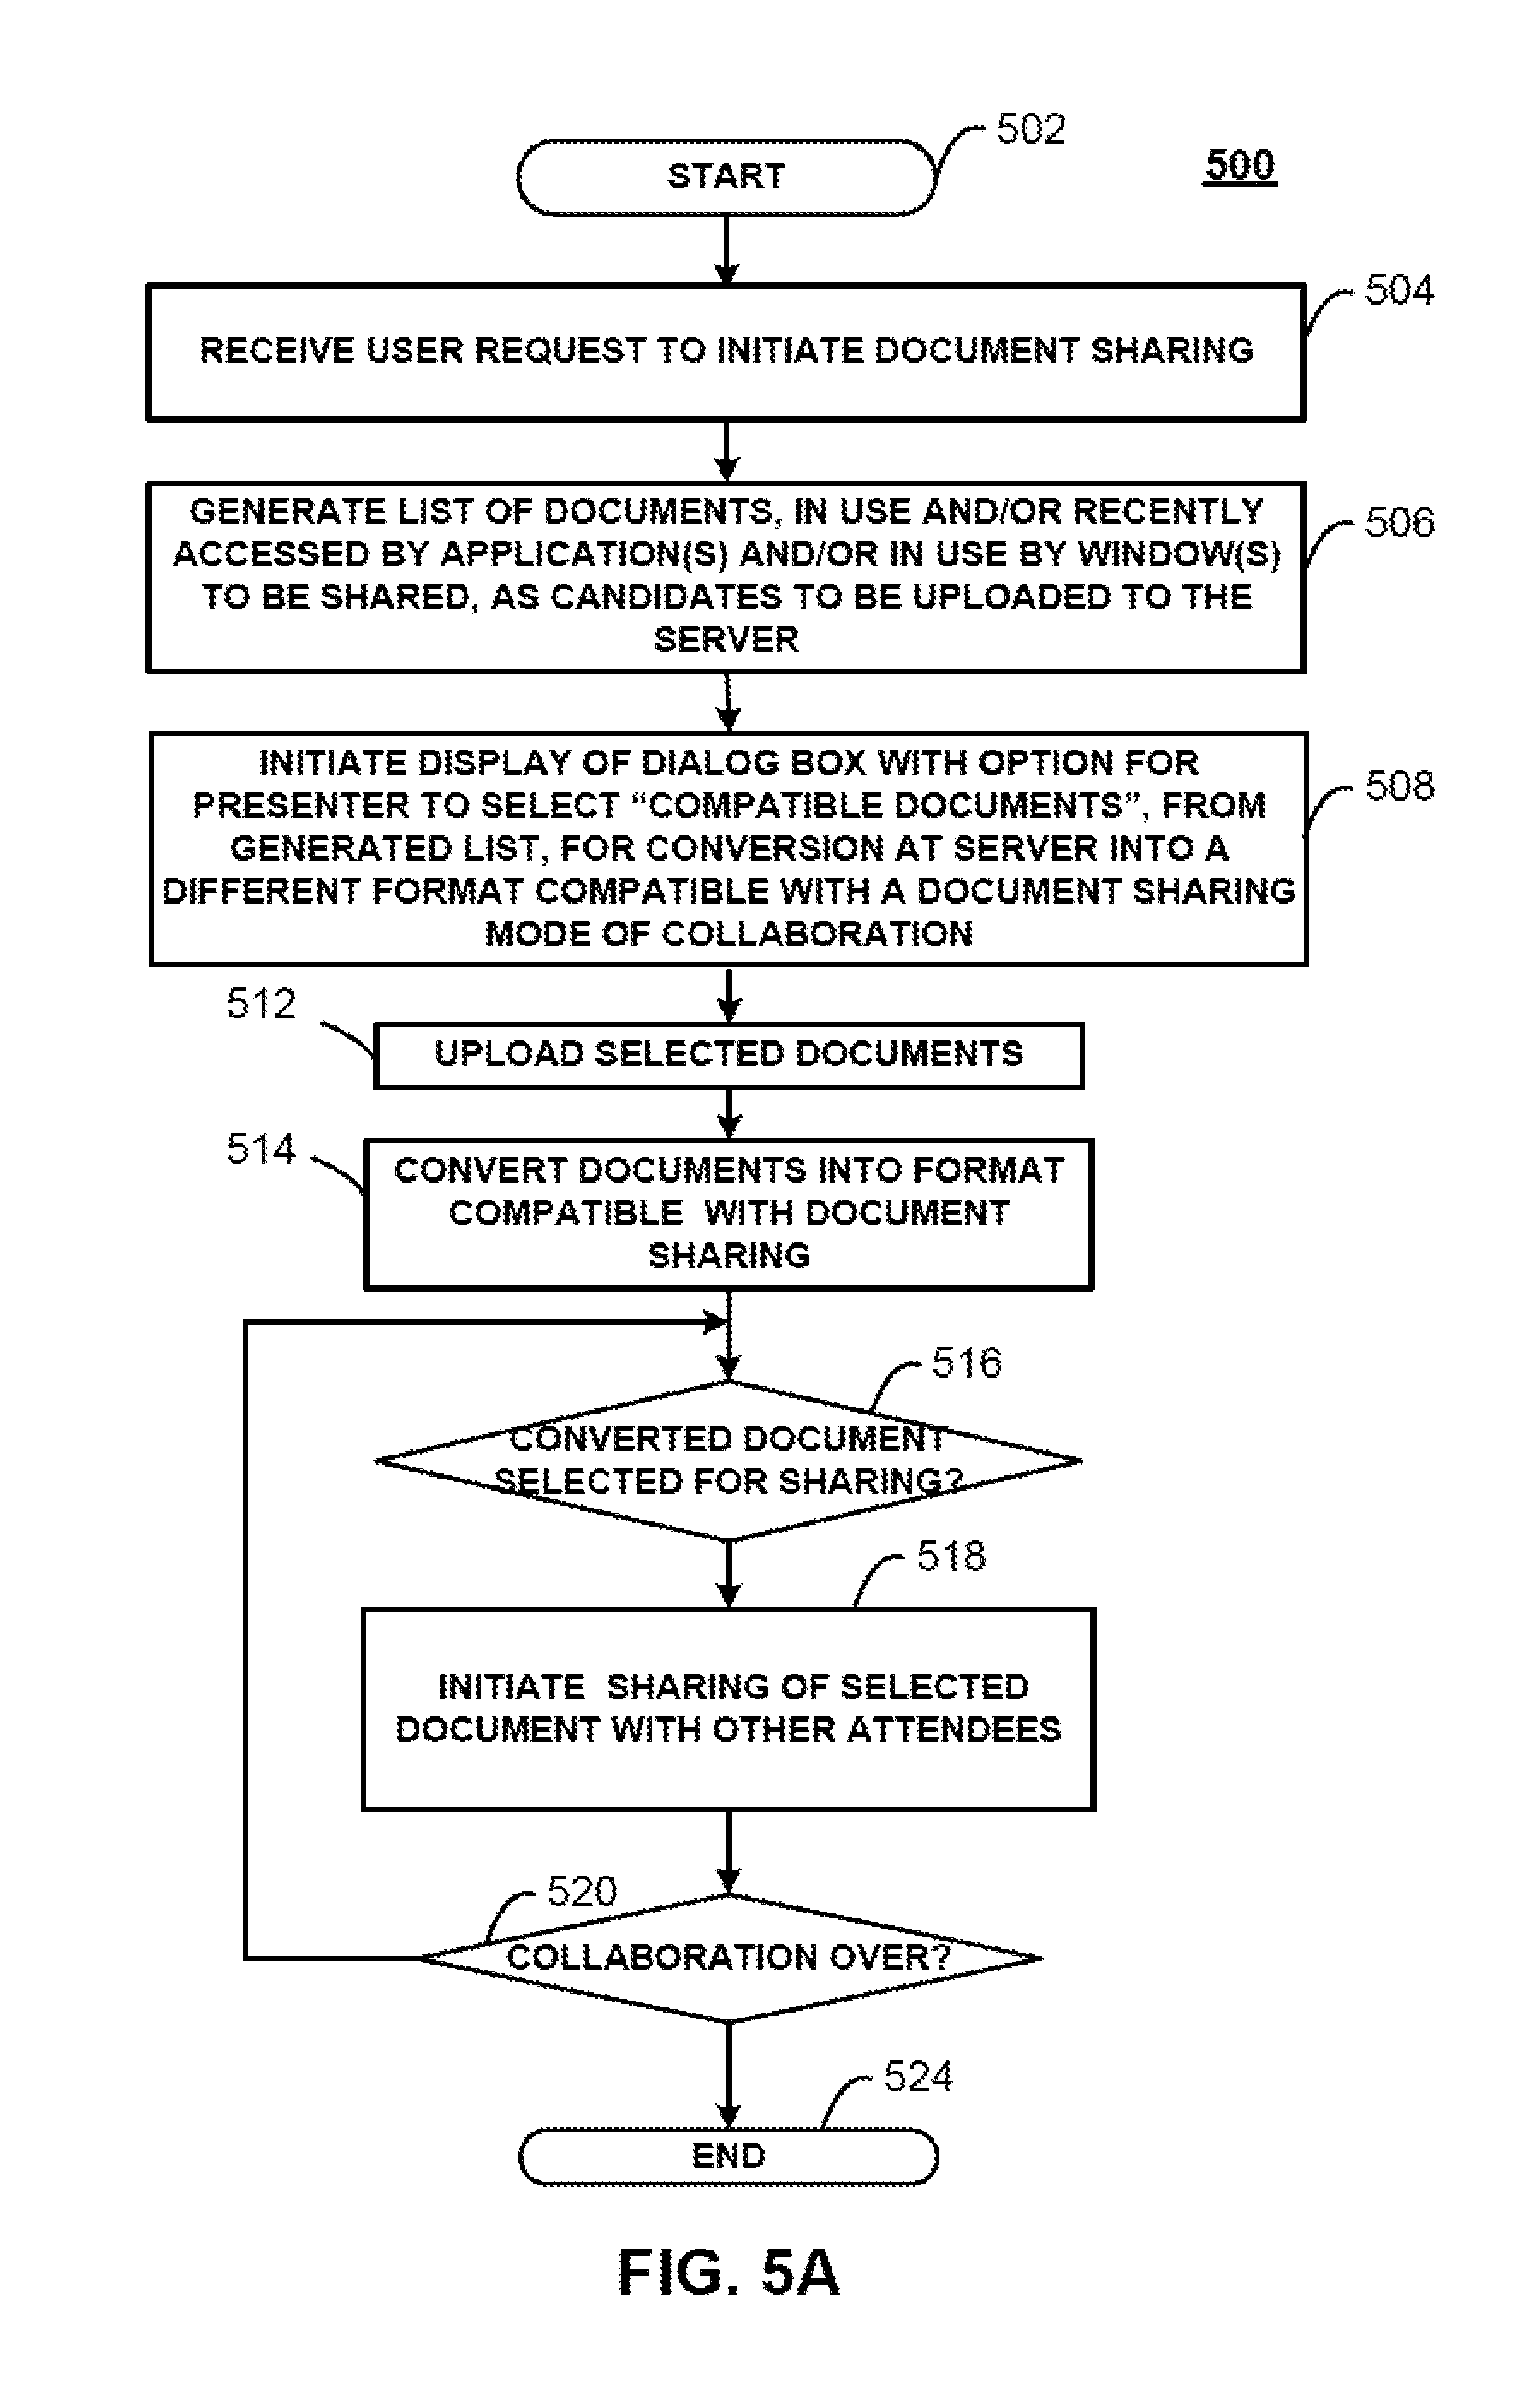 502
500
START
504
RECEIVE USER REQUEST TO INITIATE DOCUMENT SHARING
506
GENERATE LIST OF DOCUMENTS, IN USE AND/OR RECENTLY
ACCESSED BY APPLICATION(S) AND/OR IN USE BY WINDOW(S)
TO BE SHARED, AS CANDIDATES TO BE UPLOADED TO THE
SERVER
508
INITIATE DISPLAY OF DIALOG BOX WITH OPTION FOR
PRESENTER TO SELECT “COMPATIBLE DOCUMENTS”, FROM
GENERATED LIST, FOR CONVERSION AT SERVER INTO A
DIFFERENT FORMAT COMPATIBLE WITH A DOCUMENT SHARING
MODE OF COLLABORATION
512
UPLOAD SELECTED DOCUMENTS
514
CONVERT DOCUMENTS INTO FORMAT
COMPATIBLE WITH DOCUMENT
SHARING
516
CONVERTED DOCUMENT
SELECTED FOR SHARING?
518
INITIATE SHARING OF SELECTED
DOCUMENT WITH OTHER ATTENDEES
520
COLLABORATION OVER?
524
END
FIG. 5A